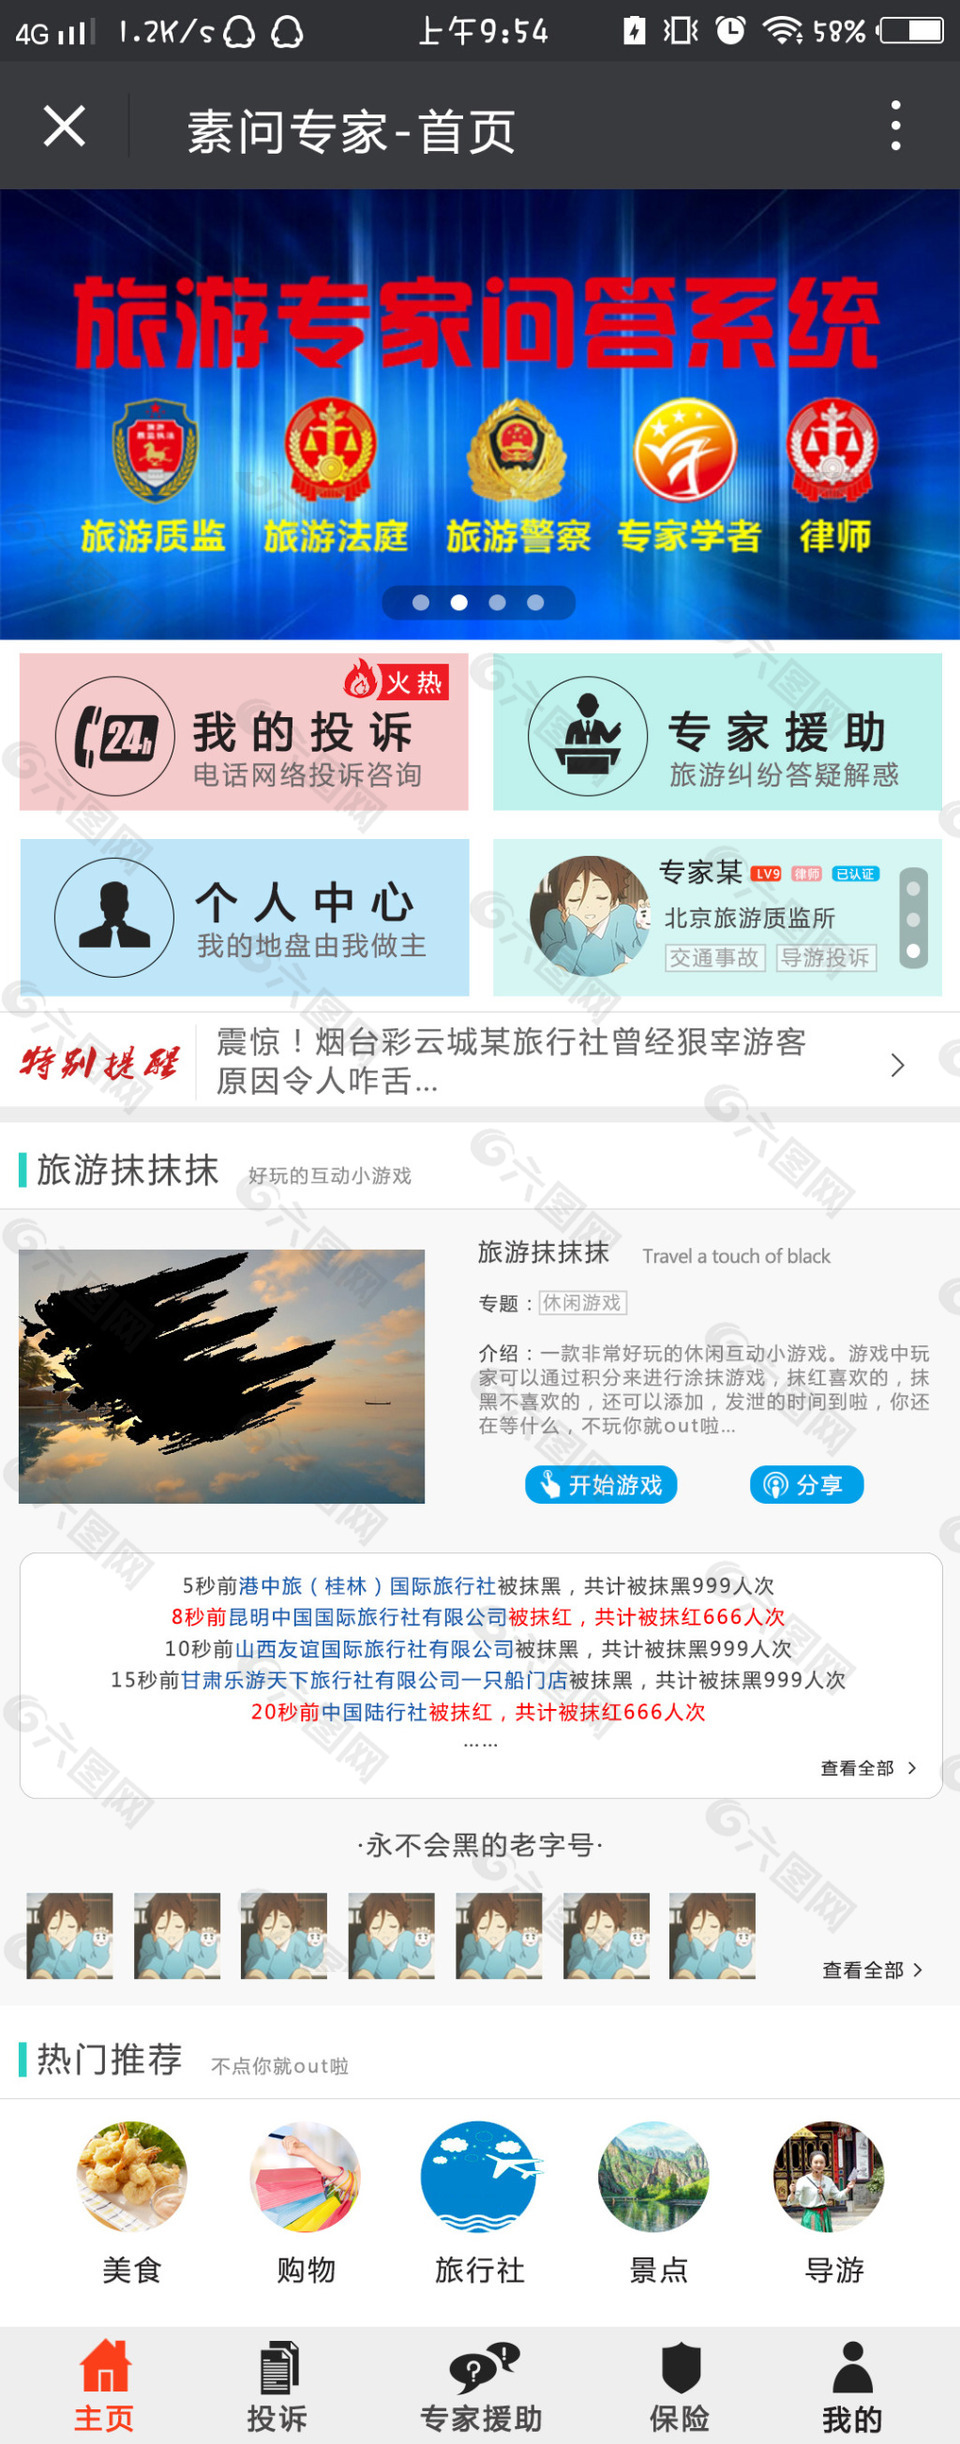 4G 1.2K/s 上午9:54 58%
素问专家-首页
旅游专家问答系统
旅游质监 旅游法庭 旅游警察 专家学者 律师
火热
我的投诉
电话网络投诉咨询
24h
专家援助
旅游纠纷答疑解惑
个人中心
我的地盘由我做主
专家某 LV9 律师 已认证
北京旅游质监所
交通事故 导游投诉
特别提醒
震惊！烟台彩云城某旅行社曾经狠宰游客
原因令人咋舌...
旅游抹抹抹 好玩的互动小游戏
旅游抹抹抹 Travel a touch of black
专题：休闲游戏
介绍：一款非常好玩的休闲互动小游戏。游戏中玩
家可以通过积分来进行涂抹游戏，抹红喜欢的，抹
黑不喜欢的，还可以添加，发泄的时间到啦，你还
在等什么，不玩你就out啦...
开始游戏 分享
5秒前港中旅（桂林）国际旅行社被抹黑，共计被抹黑999人次
8秒前昆明中国国际旅行社有限公司被抹红，共计被抹红666人次
10秒前山西友谊国际旅行社有限公司被抹黑，共计被抹黑999人次
15秒前甘肃乐游天下旅行社有限公司一只船门店被抹黑，共计被抹黑999人次
20秒前中国陆行社被抹红，共计被抹红666人次
……
查看全部
·永不会黑的老字号·
查看全部
热门推荐 不点你就out啦
美食 购物 旅行社 景点 导游
主页 投诉 专家援助 保险 我的
六图网